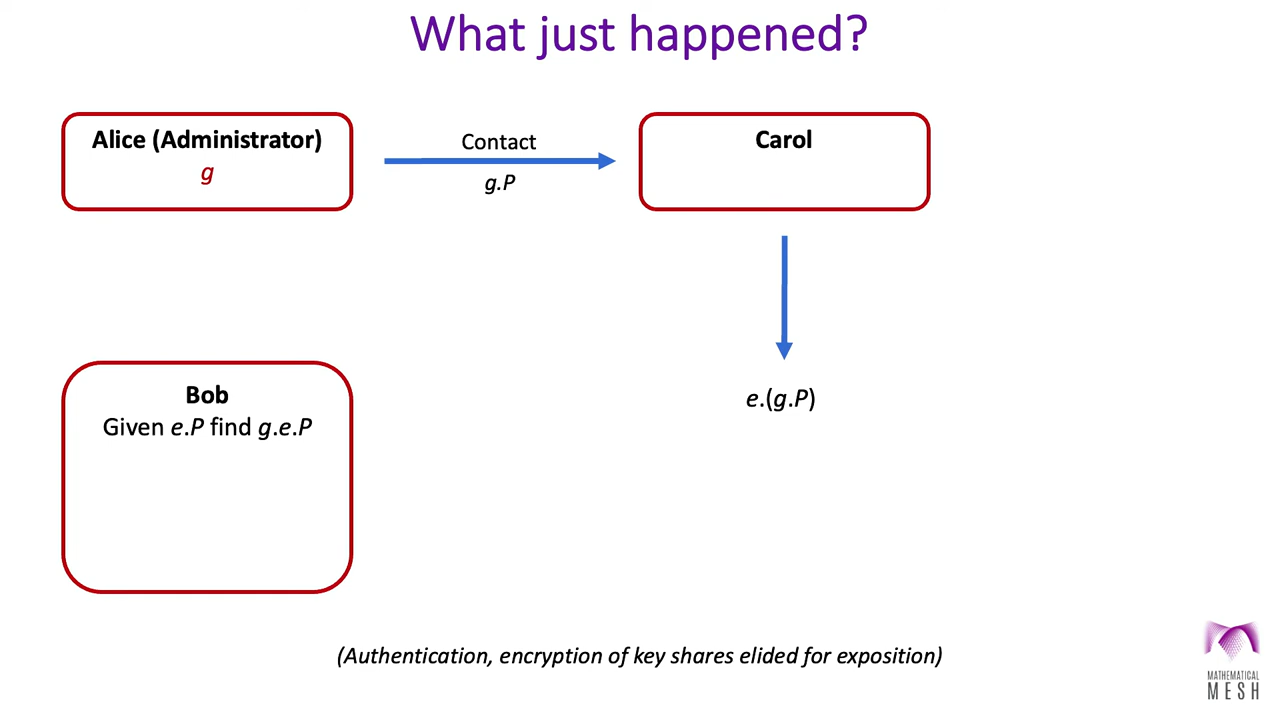 What just happened?
Alice (Administrator)
g
Contact
g.P
Carol
Bob
Given e.P find g.e.P
e.(g.P)
(Authentication, encryption of key shares elided for exposition)
MATHEMATICAL
MESH